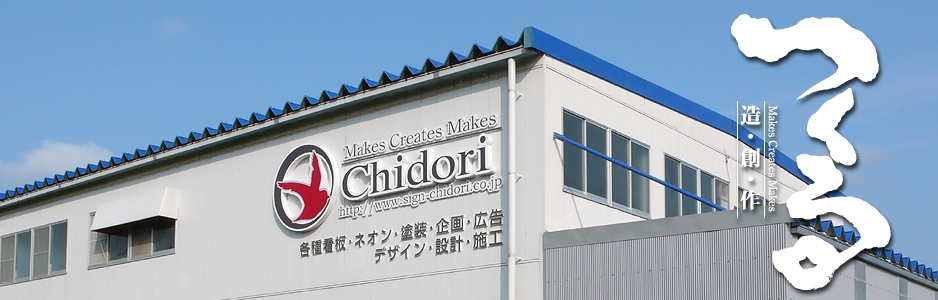 Makes Creates Makes
Chidori
http://www.sign-chidori.co.jp
各種看板・ネオン・塗装・企画・広告
デザイン・設計・施工
つくる
Makes Creates Makes
造・創・作